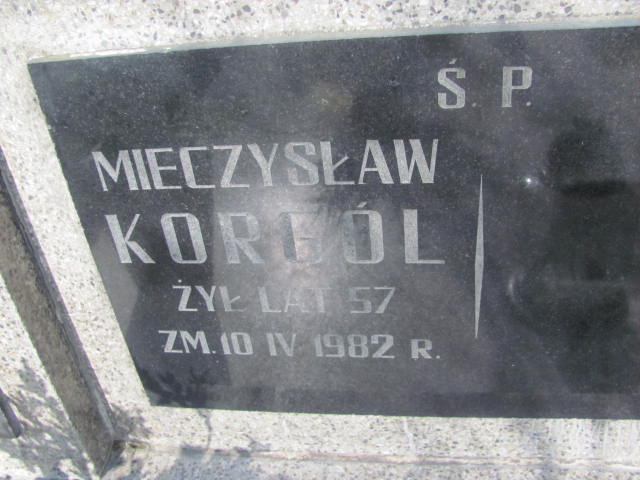 Ś. P.
MIECZYSŁAW
KORGÓL
ŻYŁ LAT 57
ZM. 10 IV 1982 R.